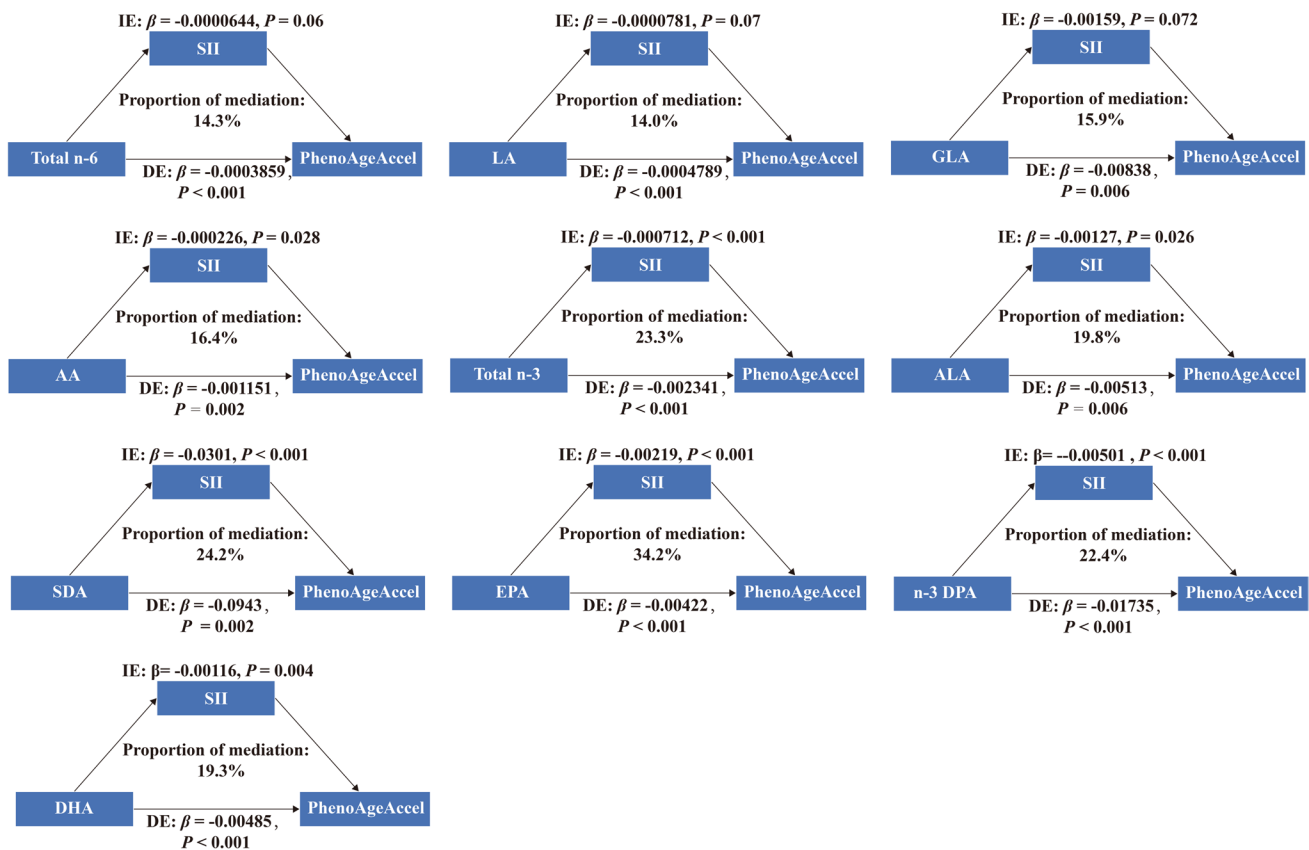 IE: β = -0.0000644, P = 0.06
SII
Proportion of mediation:
14.3%
Total n-6
PhenoAgeAccel
DE: β = -0.0003859,
P < 0.001
IE: β = -0.0000781, P = 0.07
SII
Proportion of mediation:
14.0%
LA
PhenoAgeAccel
DE: β = -0.0004789,
P < 0.001
IE: β = -0.00159, P = 0.072
SII
Proportion of mediation:
15.9%
GLA
PhenoAgeAccel
DE: β = -0.00838,
P = 0.006
IE: β = -0.000226, P = 0.028
SII
Proportion of mediation:
16.4%
AA
PhenoAgeAccel
DE: β = -0.001151,
P = 0.002
IE: β = -0.000712, P < 0.001
SII
Proportion of mediation:
23.3%
Total n-3
PhenoAgeAccel
DE: β = -0.002341,
P < 0.001
IE: β = -0.00127, P = 0.026
SII
Proportion of mediation:
19.8%
ALA
PhenoAgeAccel
DE: β = -0.00513,
P = 0.006
IE: β = -0.0301, P < 0.001
SII
Proportion of mediation:
24.2%
SDA
PhenoAgeAccel
DE: β = -0.0943,
P = 0.002
IE: β = -0.00219, P < 0.001
SII
Proportion of mediation:
34.2%
EPA
PhenoAgeAccel
DE: β = -0.00422,
P < 0.001
IE: β= --0.00501 , P < 0.001
SII
Proportion of mediation:
22.4%
n-3 DPA
PhenoAgeAccel
DE: β = -0.01735,
P < 0.001
IE: β= -0.00116, P = 0.004
SII
Proportion of mediation:
19.3%
DHA
PhenoAgeAccel
DE: β = -0.00485,
P < 0.001